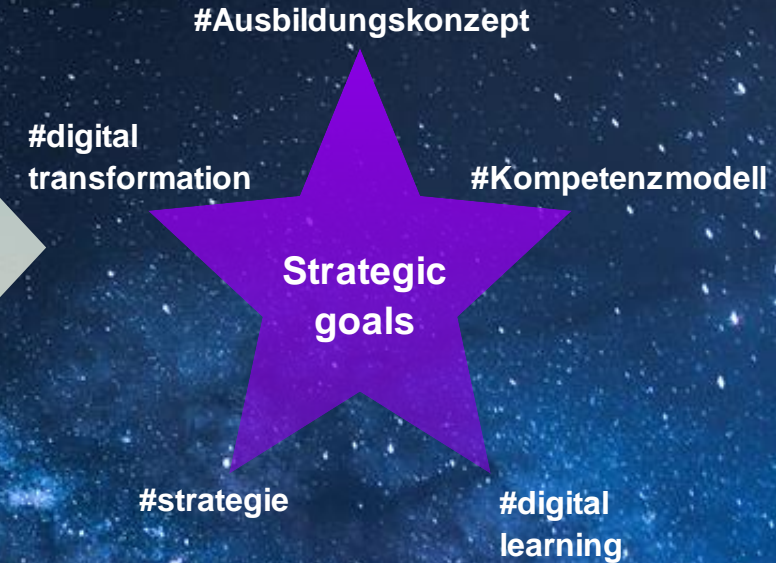 #Ausbildungskonzept
#digital
transformation
#Kompetenzmodell
Strategic
goals
#strategie
#digital
learning